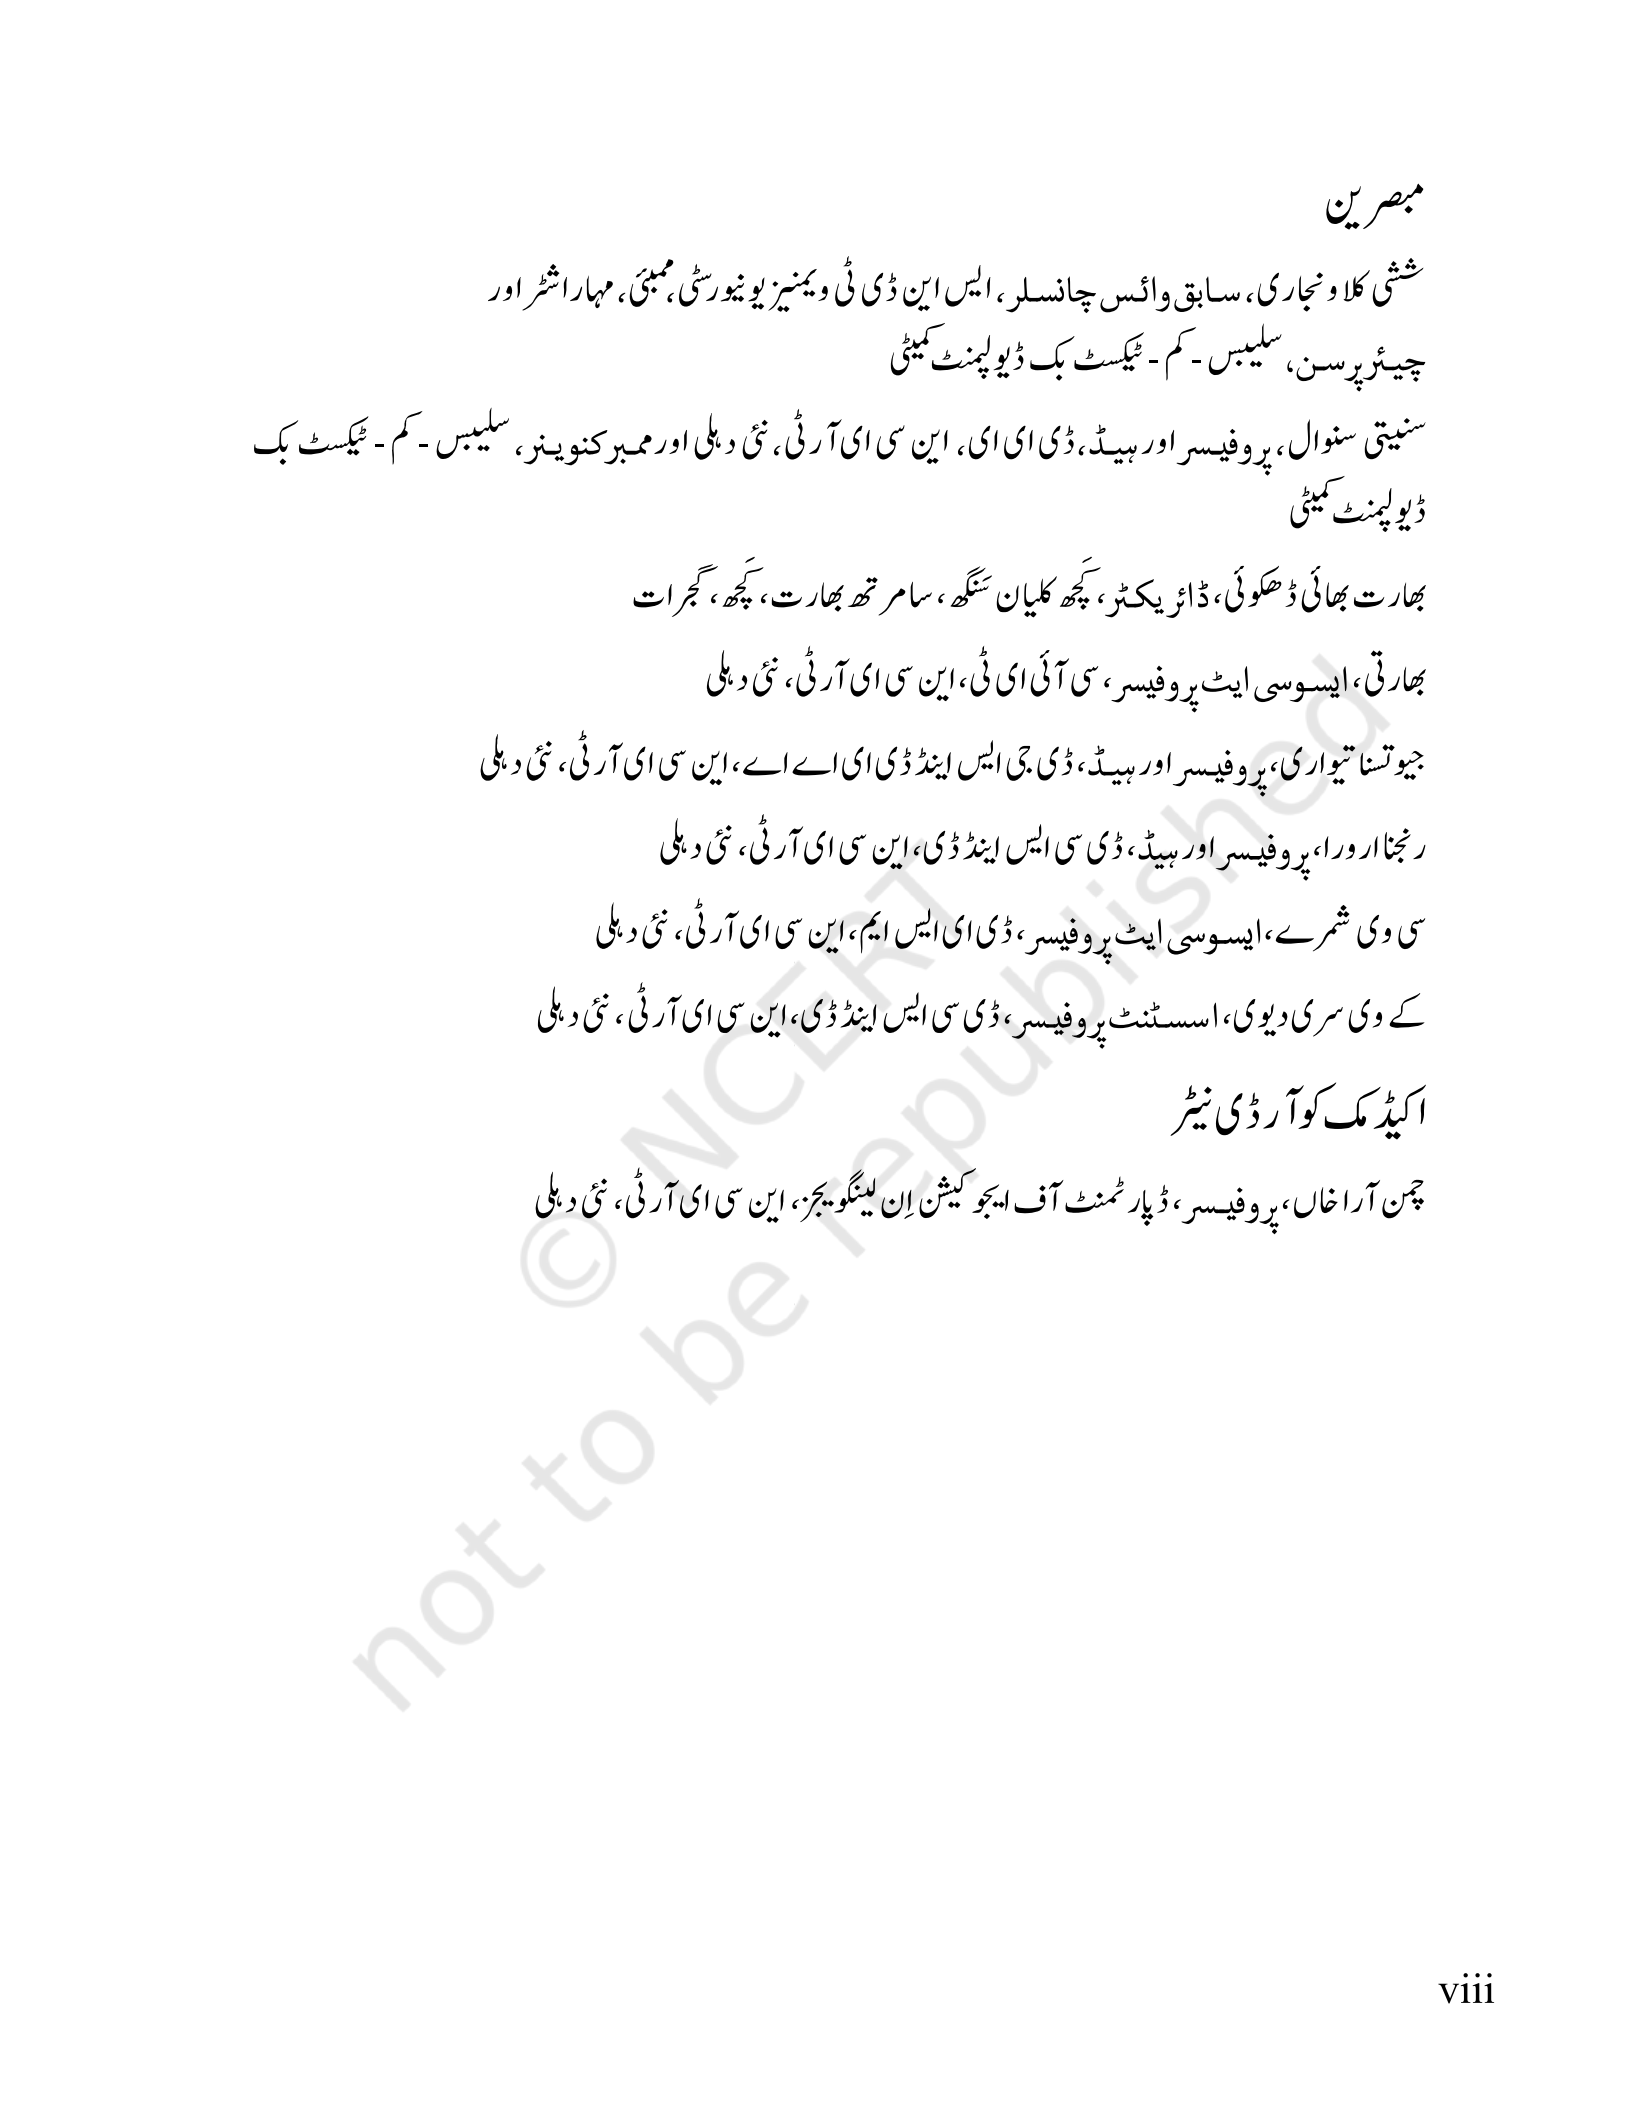 مبصرین
ششی کلا ونجاری، سابق وائس چانسلر، ایس این ڈی ٹی ویمنیز یونیورسٹی، ممبئی، مہاراشٹر اور
چیئر پرسن، سلیبس - کم - ٹیکسٹ بک ڈیولپمنٹ کمیٹی
سنیتی سنوال، پروفیسر اور ہیڈ، ڈی ای ای، این سی ای آر ٹی، نئی دہلی اور ممبر کنوینر، سلیبس - کم - ٹیکسٹ بک
ڈیولپمنٹ کمیٹی
بھارت بھائی ڈھکوئی، ڈائریکٹر، کَچھ کلیان سَنگھ، سامرتھ بھارت، کَچھ، گجرات
بھارتی، ایسوسی ایٹ پروفیسر، سی آئی ای ٹی، این سی ای آر ٹی، نئی دہلی
جیوتسنا تیواری، پروفیسر اور ہیڈ، ڈی جی ایس اینڈ ڈی ای اے اے، این سی ای آر ٹی، نئی دہلی
رنجنا ارورا، پروفیسر اور ہیڈ، ڈی سی ایس اینڈ ڈی، این سی ای آر ٹی، نئی دہلی
سی وی شمرے، ایسوسی ایٹ پروفیسر، ڈی ای ایس ایم، این سی ای آر ٹی، نئی دہلی
کے وی سری دیوی، اسسٹنٹ پروفیسر، ڈی سی ایس اینڈ ڈی، این سی ای آر ٹی، نئی دہلی
اکیڈمک کوآرڈی نیٹر
چمن آرا خاں، پروفیسر، ڈپارٹمنٹ آف ایجوکیشن اِن لینگویجز، این سی ای آر ٹی، نئی دہلی
© NCERT
not to be republished
viii